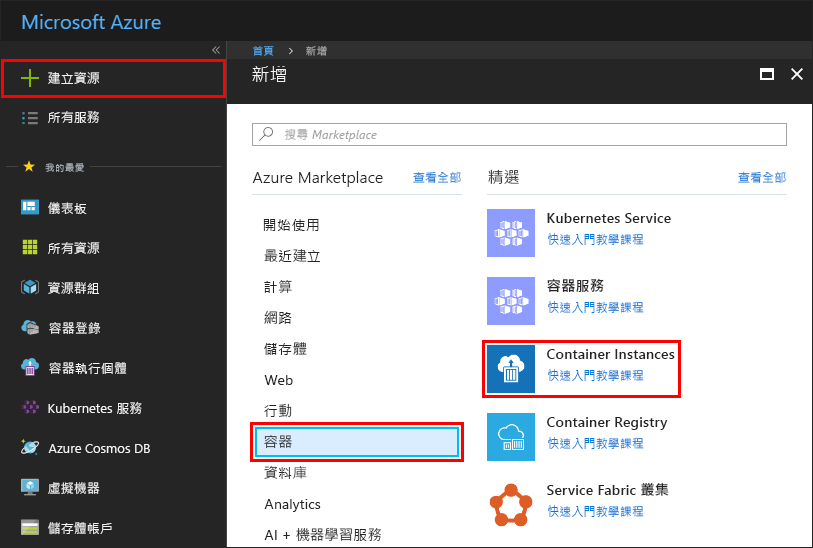 Microsoft Azure
«
建立資源
所有服務
我的最愛
儀表板
所有資源
資源群組
容器登錄
容器執行個體
Kubernetes 服務
Azure Cosmos DB
虛擬機器
儲存體帳戶
首頁 > 新增
新增
搜尋 Marketplace
Azure Marketplace 查看全部
開始使用
最近建立
計算
網路
儲存體
Web
行動
容器
資料庫
Analytics
AI + 機器學習服務
精選 查看全部
Kubernetes Service
快速入門教學課程
容器服務
快速入門教學課程
Container Instances
快速入門教學課程
Container Registry
快速入門教學課程
Service Fabric 叢集
快速入門教學課程